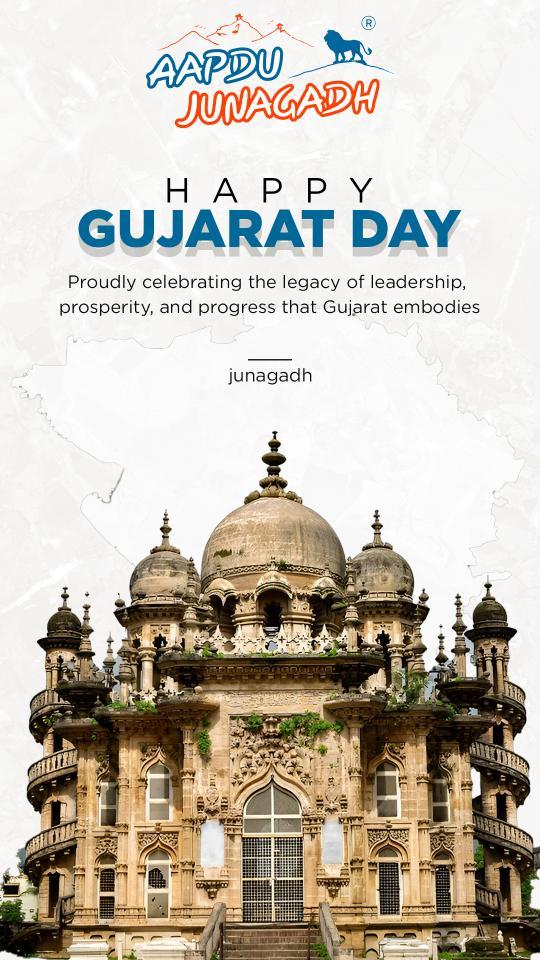 AAPDU
JUNAGADH
®
HAPPY
GUJARAT DAY
Proudly celebrating the legacy of leadership,
prosperity, and progress that Gujarat embodies
junagadh